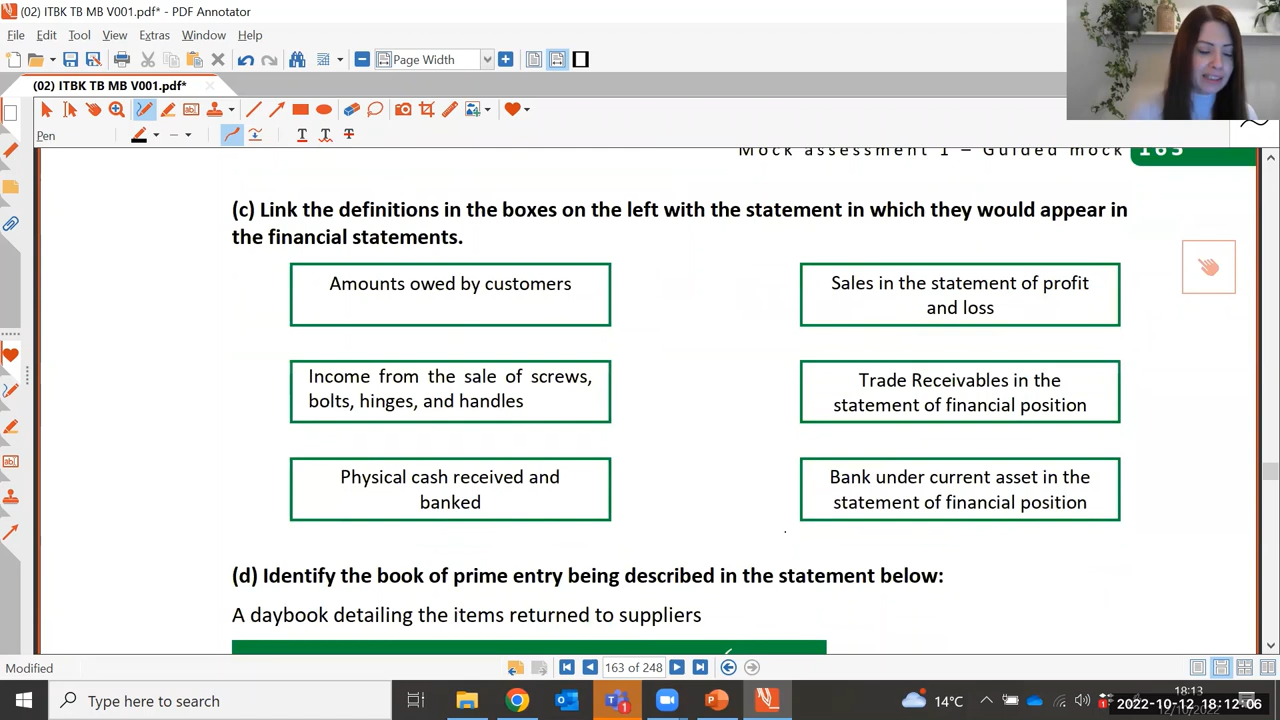 (02) ITBK TB MB V001.pdf* - PDF Annotator
File Edit Tool View Extras Window Help
Page Width
(02) ITBK TB MB V001.pdf*
Pen
Mock assessment 1 – Guided mock 163
(c) Link the definitions in the boxes on the left with the statement in which they would appear in
the financial statements.
Amounts owed by customers
Sales in the statement of profit
and loss
Income from the sale of screws,
bolts, hinges, and handles
Trade Receivables in the
statement of financial position
Physical cash received and
banked
Bank under current asset in the
statement of financial position
(d) Identify the book of prime entry being described in the statement below:
A daybook detailing the items returned to suppliers
Modified
163 of 248
Type here to search
14°C
18:13
2022-10-12 18:12:06